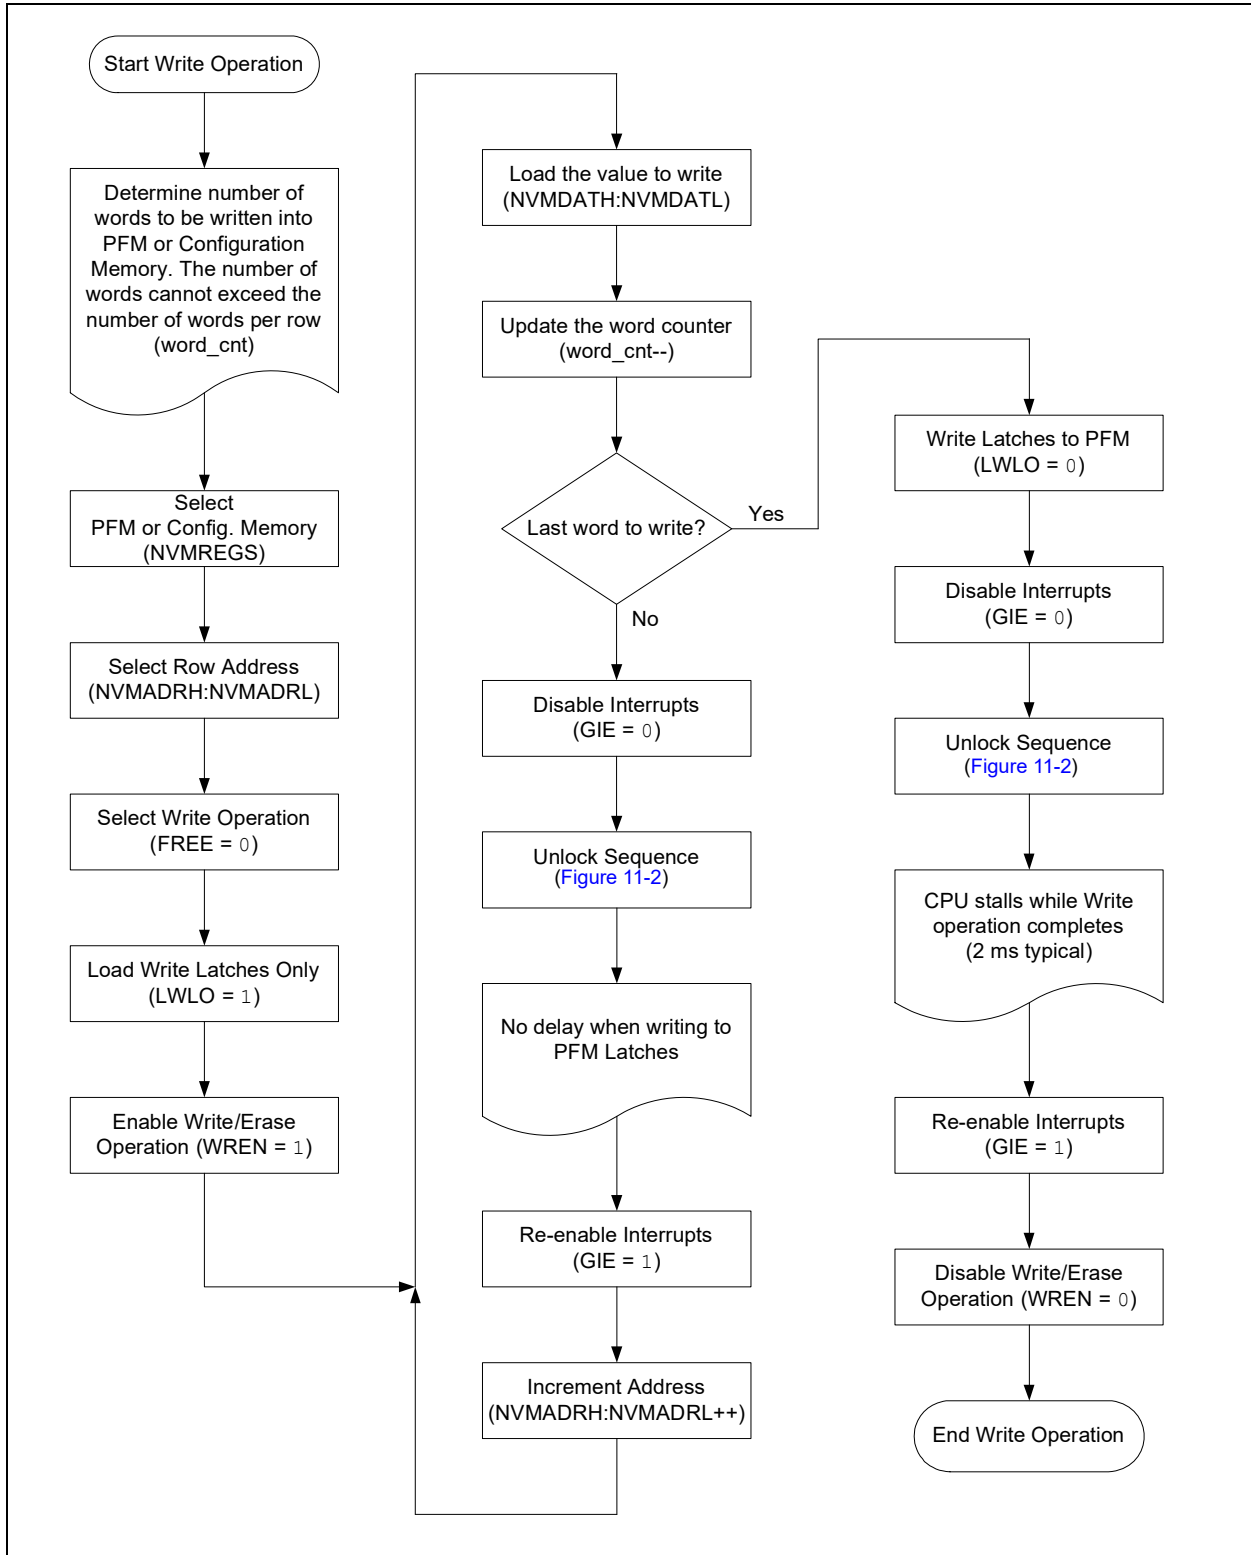 Start Write Operation
Determine number of
words to be written into
PFM or Configuration
Memory. The number of
words cannot exceed the
number of words per row
(word_cnt)
Select
PFM or Config. Memory
(NVMREGS)
Select Row Address
(NVMADRH:NVMADRL)
Select Write Operation
(FREE = 0)
Load Write Latches Only
(LWLO = 1)
Enable Write/Erase
Operation (WREN = 1)
Load the value to write
(NVMDATH:NVMDATL)
Update the word counter
(word_cnt--)
Last word to write?
Yes
No
Disable Interrupts
(GIE = 0)
Unlock Sequence
(Figure 11-2)
No delay when writing to
PFM Latches
Re-enable Interrupts
(GIE = 1)
Increment Address
(NVMADRH:NVMADRL++)
Write Latches to PFM
(LWLO = 0)
Disable Interrupts
(GIE = 0)
Unlock Sequence
(Figure 11-2)
CPU stalls while Write
operation completes
(2 ms typical)
Re-enable Interrupts
(GIE = 1)
Disable Write/Erase
Operation (WREN = 0)
End Write Operation